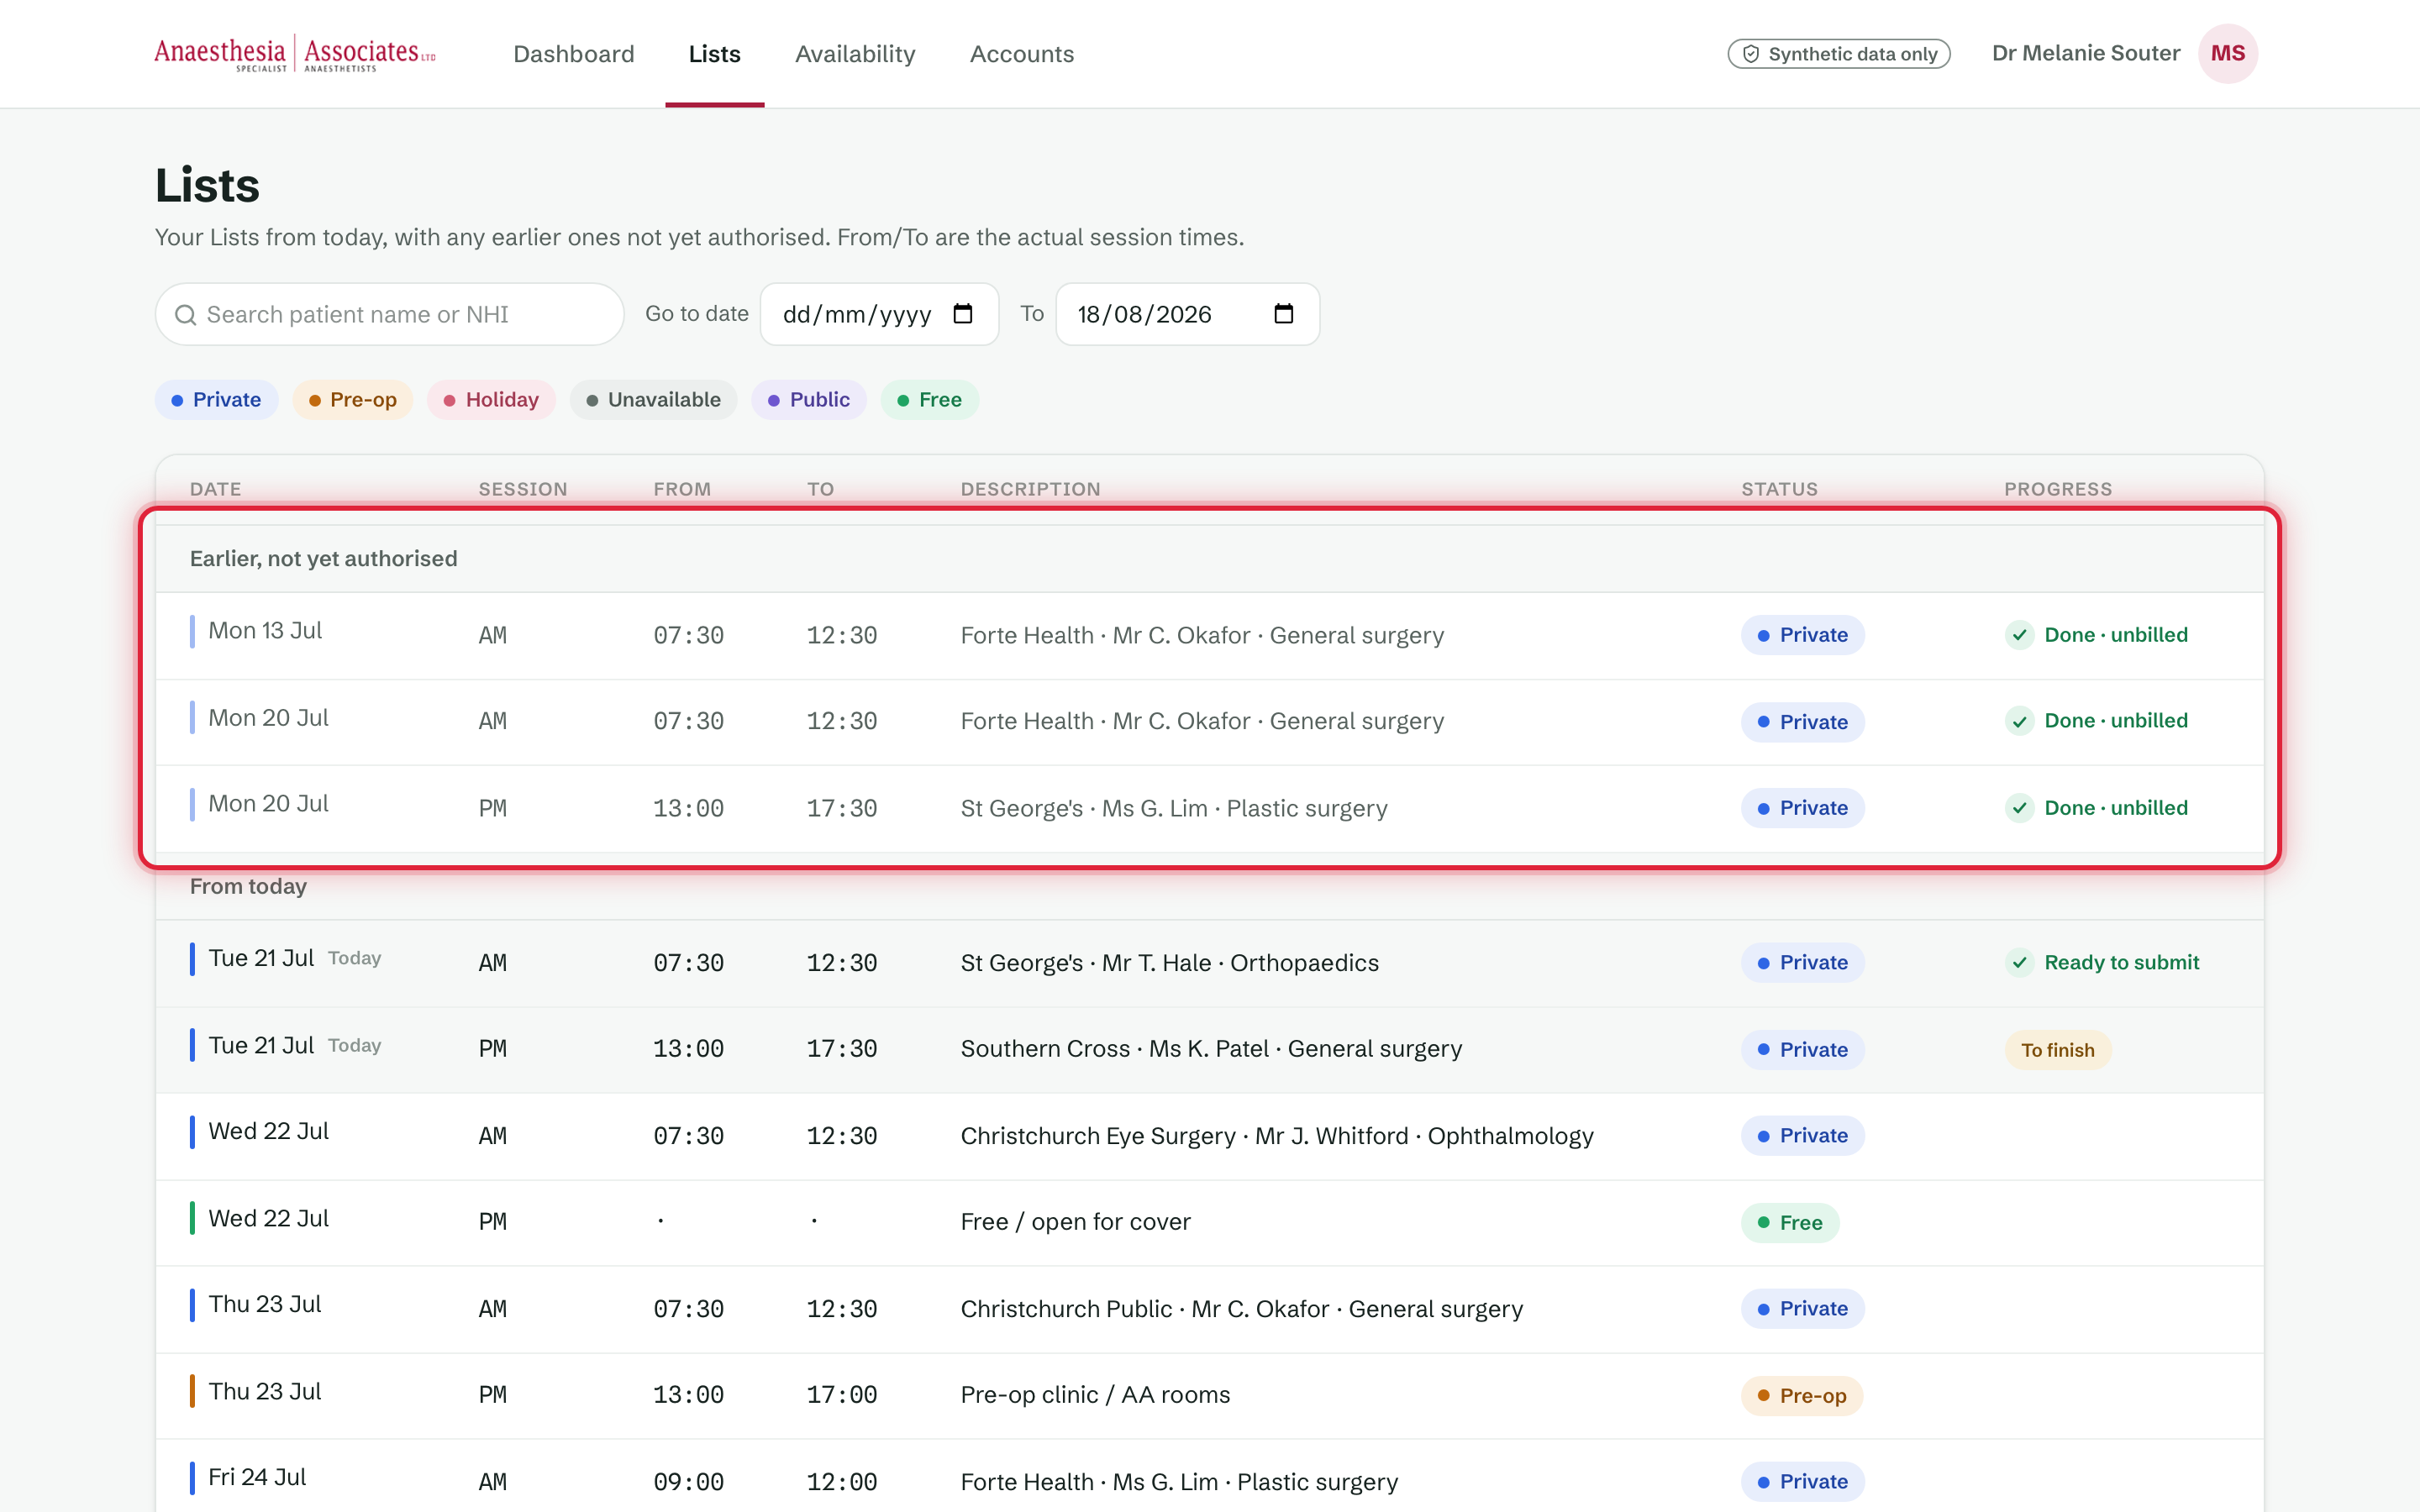 Anaesthesia | Associates LTD
SPECIALIST ANAESTHETISTS
Dashboard Lists Availability Accounts
Synthetic data only
Dr Melanie Souter MS
Lists
Your Lists from today, with any earlier ones not yet authorised. From/To are the actual session times.
Search patient name or NHI Go to date dd/mm/yyyy To 18/08/2026
Private Pre-op Holiday Unavailable Public Free
DATE SESSION FROM TO DESCRIPTION STATUS PROGRESS
Earlier, not yet authorised
Mon 13 Jul AM 07:30 12:30 Forte Health · Mr C. Okafor · General surgery Private Done · unbilled
Mon 20 Jul AM 07:30 12:30 Forte Health · Mr C. Okafor · General surgery Private Done · unbilled
Mon 20 Jul PM 13:00 17:30 St George's · Ms G. Lim · Plastic surgery Private Done · unbilled
From today
Tue 21 Jul Today AM 07:30 12:30 St George's · Mr T. Hale · Orthopaedics Private Ready to submit
Tue 21 Jul Today PM 13:00 17:30 Southern Cross · Ms K. Patel · General surgery Private To finish
Wed 22 Jul AM 07:30 12:30 Christchurch Eye Surgery · Mr J. Whitford · Ophthalmology Private
Wed 22 Jul PM · · Free / open for cover Free
Thu 23 Jul AM 07:30 12:30 Christchurch Public · Mr C. Okafor · General surgery Private
Thu 23 Jul PM 13:00 17:00 Pre-op clinic / AA rooms Pre-op
Fri 24 Jul AM 09:00 12:00 Forte Health · Ms G. Lim · Plastic surgery Private